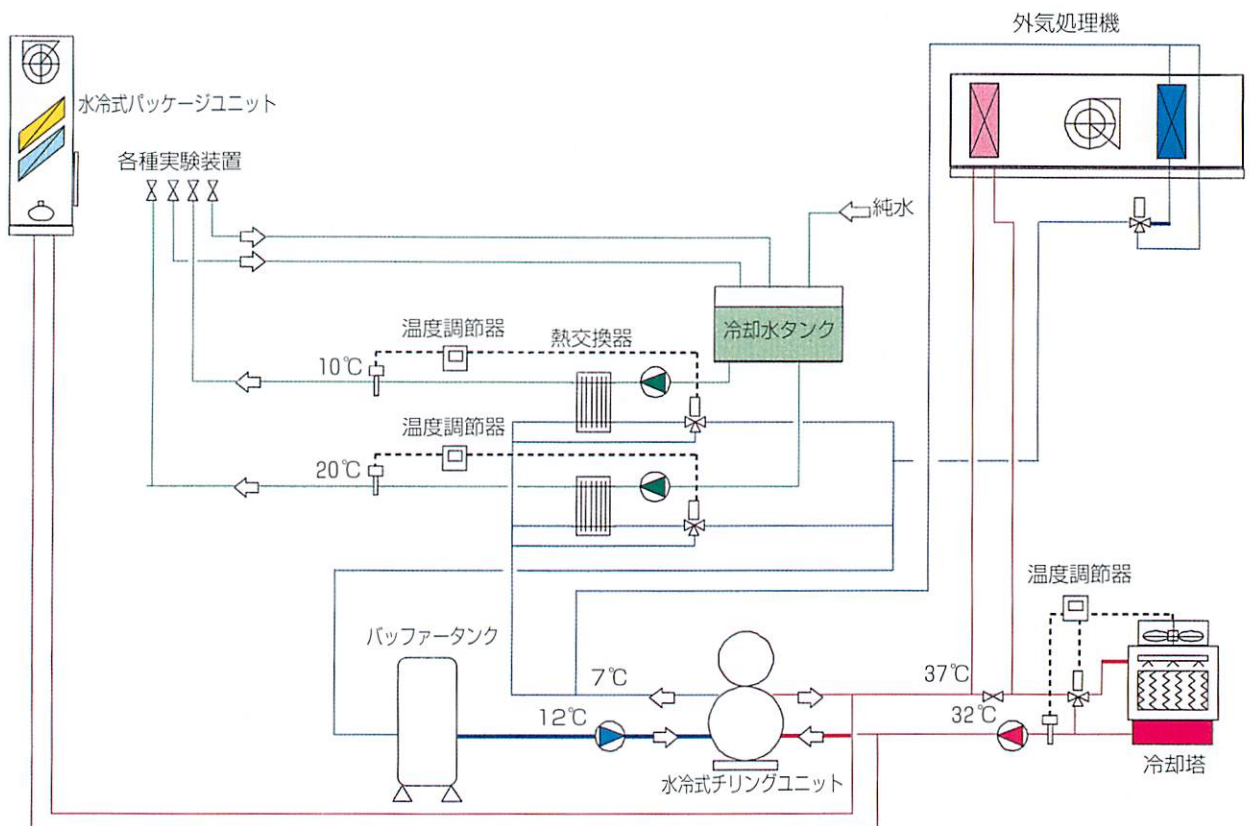 外気処理機
水冷式パッケージユニット
各種実験装置
純水
冷却水タンク
温度調節器
熱交換器
10℃
温度調節器
20℃
温度調節器
バッファータンク
7℃
37℃
12℃
32℃
水冷式チリングユニット
冷却塔